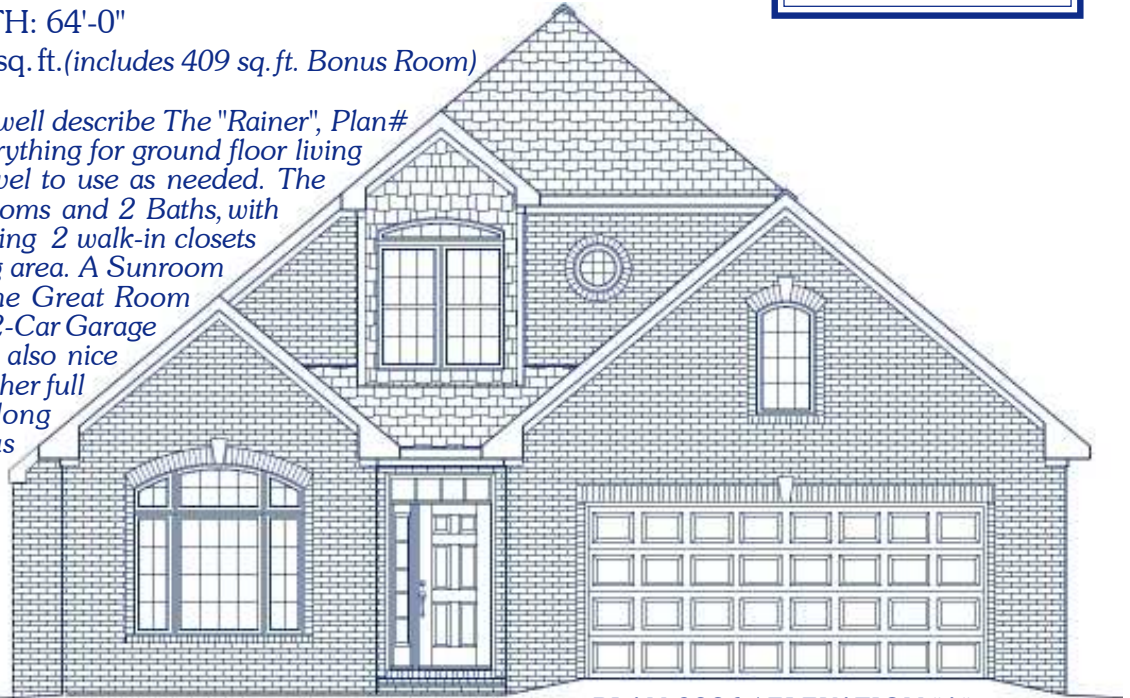 TH: 64'-0"
sq. ft. (includes 409 sq. ft. Bonus Room)
well describe The "Rainer", Plan#
rything for ground floor living
vel to use as needed. The
ooms and 2 Baths, with
ing 2 walk-in closets
g area. A Sunroom
he Great Room
2-Car Garage
also nice
her full
long
us